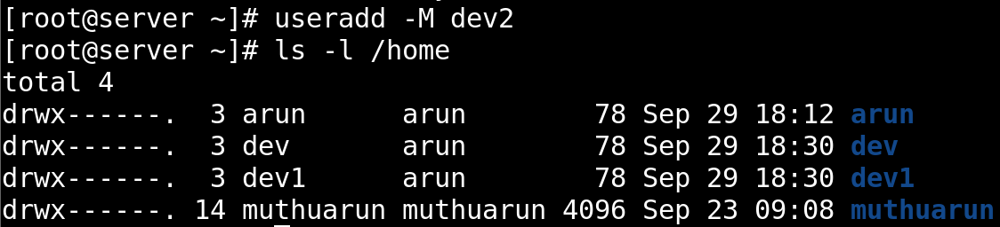 [root@server ~]# useradd -M dev2
[root@server ~]# ls -l /home
total 4
drwx------.  3 arun      arun        78 Sep 29 18:12 arun
drwx------.  3 dev       arun        78 Sep 29 18:30 dev
drwx------.  3 dev1      arun        78 Sep 29 18:30 dev1
drwx------. 14 muthuarun muthuarun 4096 Sep 23 09:08 muthuarun